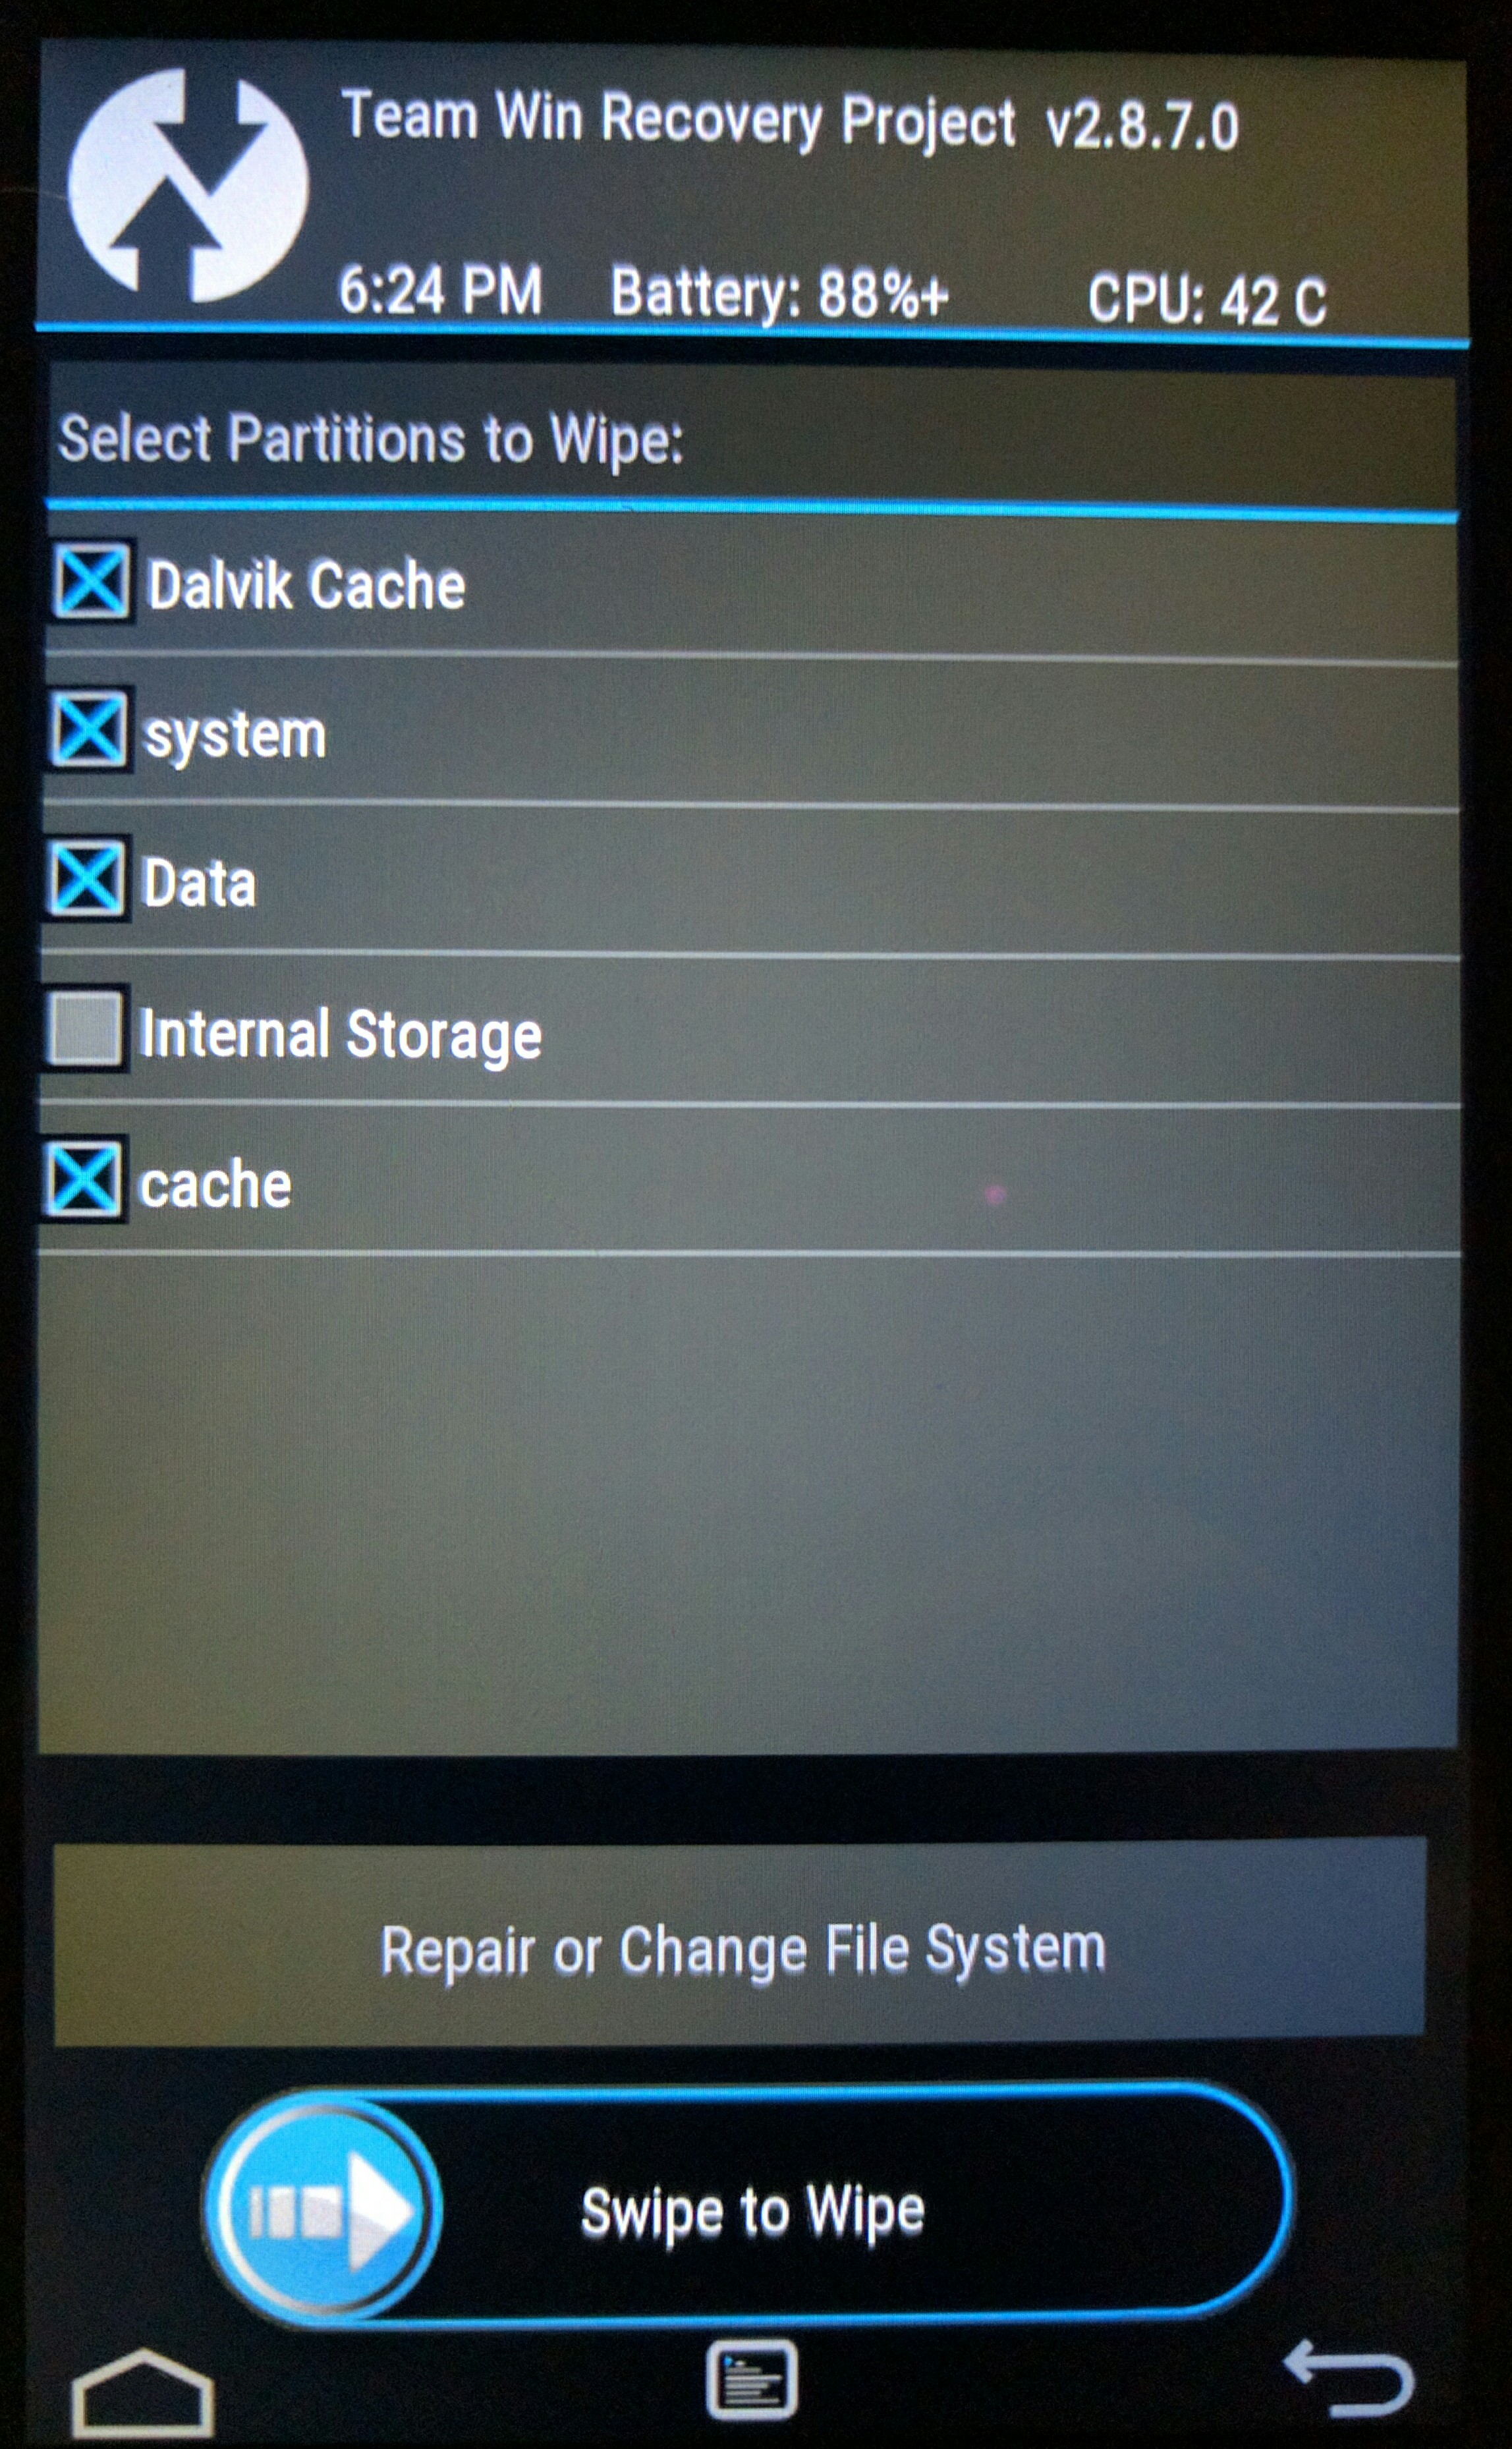 Team Win Recovery Project v2.8.7.0
6:24 PM Battery: 88%+ CPU: 42 C
Select Partitions to Wipe:
Dalvik Cache
system
Data
Internal Storage
cache
Repair or Change File System
Swipe to Wipe